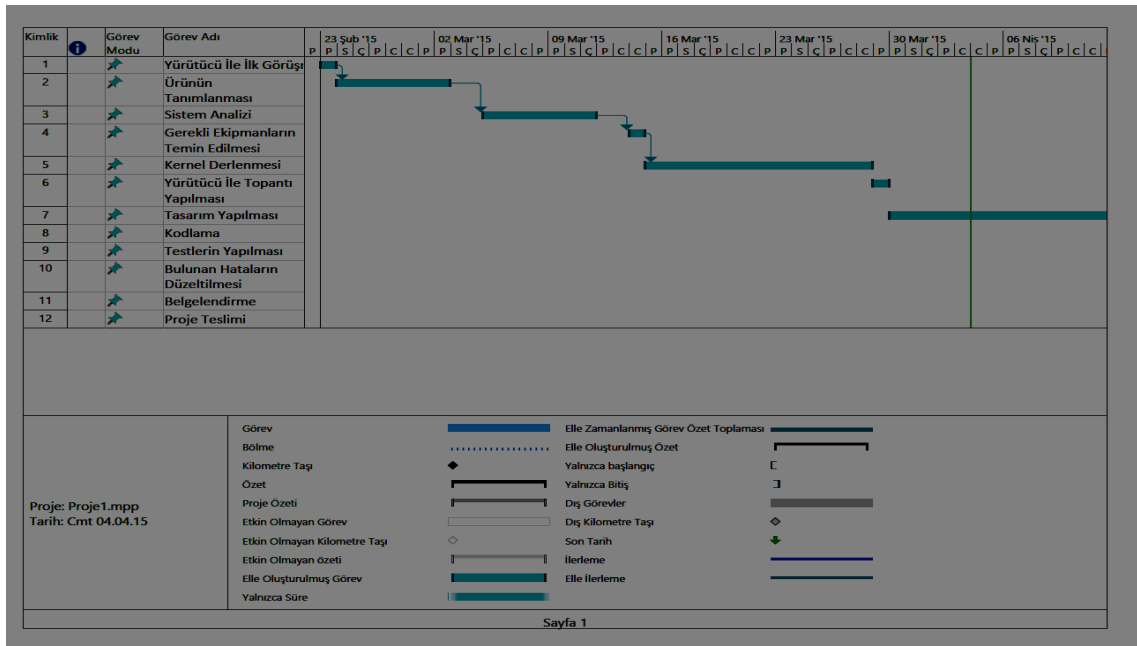 Kimlik Görev Görev Adı 23 Şub '15 02 Mar '15 09 Mar '15 16 Mar '15 23 Mar '15 30 Mar '15 06 Nis '15
Modu P P S Ç P C C P P S Ç P C C P P S Ç P C C P P S Ç P C C P P S Ç P C C P P S Ç P C C P P S Ç P C C
1 Yürütücü İle İlk Görüşı
2 Ürünün
Tanımlanması
3 Sistem Analizi
4 Gerekli Ekipmanların
Temin Edilmesi
5 Kernel Derlenmesi
6 Yürütücü İle Topantı
Yapılması
7 Tasarım Yapılması
8 Kodlama
9 Testlerin Yapılması
10 Bulunan Hataların
Düzeltilmesi
11 Belgelendirme
12 Proje Teslimi
Proje: Proje1.mpp
Tarih: Cmt 04.04.15
Görev
Bölme
Kilometre Taşı
Özet
Proje Özeti
Etkin Olmayan Görev
Etkin Olmayan Kilometre Taşı
Etkin Olmayan özeti
Elle Oluşturulmuş Görev
Yalnızca Süre
Elle Zamanlanmış Görev Özet Toplaması
Elle Oluşturulmuş Özet
Yalnızca başlangıç
Yalnızca Bitiş
Dış Görevler
Dış Kilometre Taşı
Son Tarih
İlerleme
Elle İlerleme
Sayfa 1